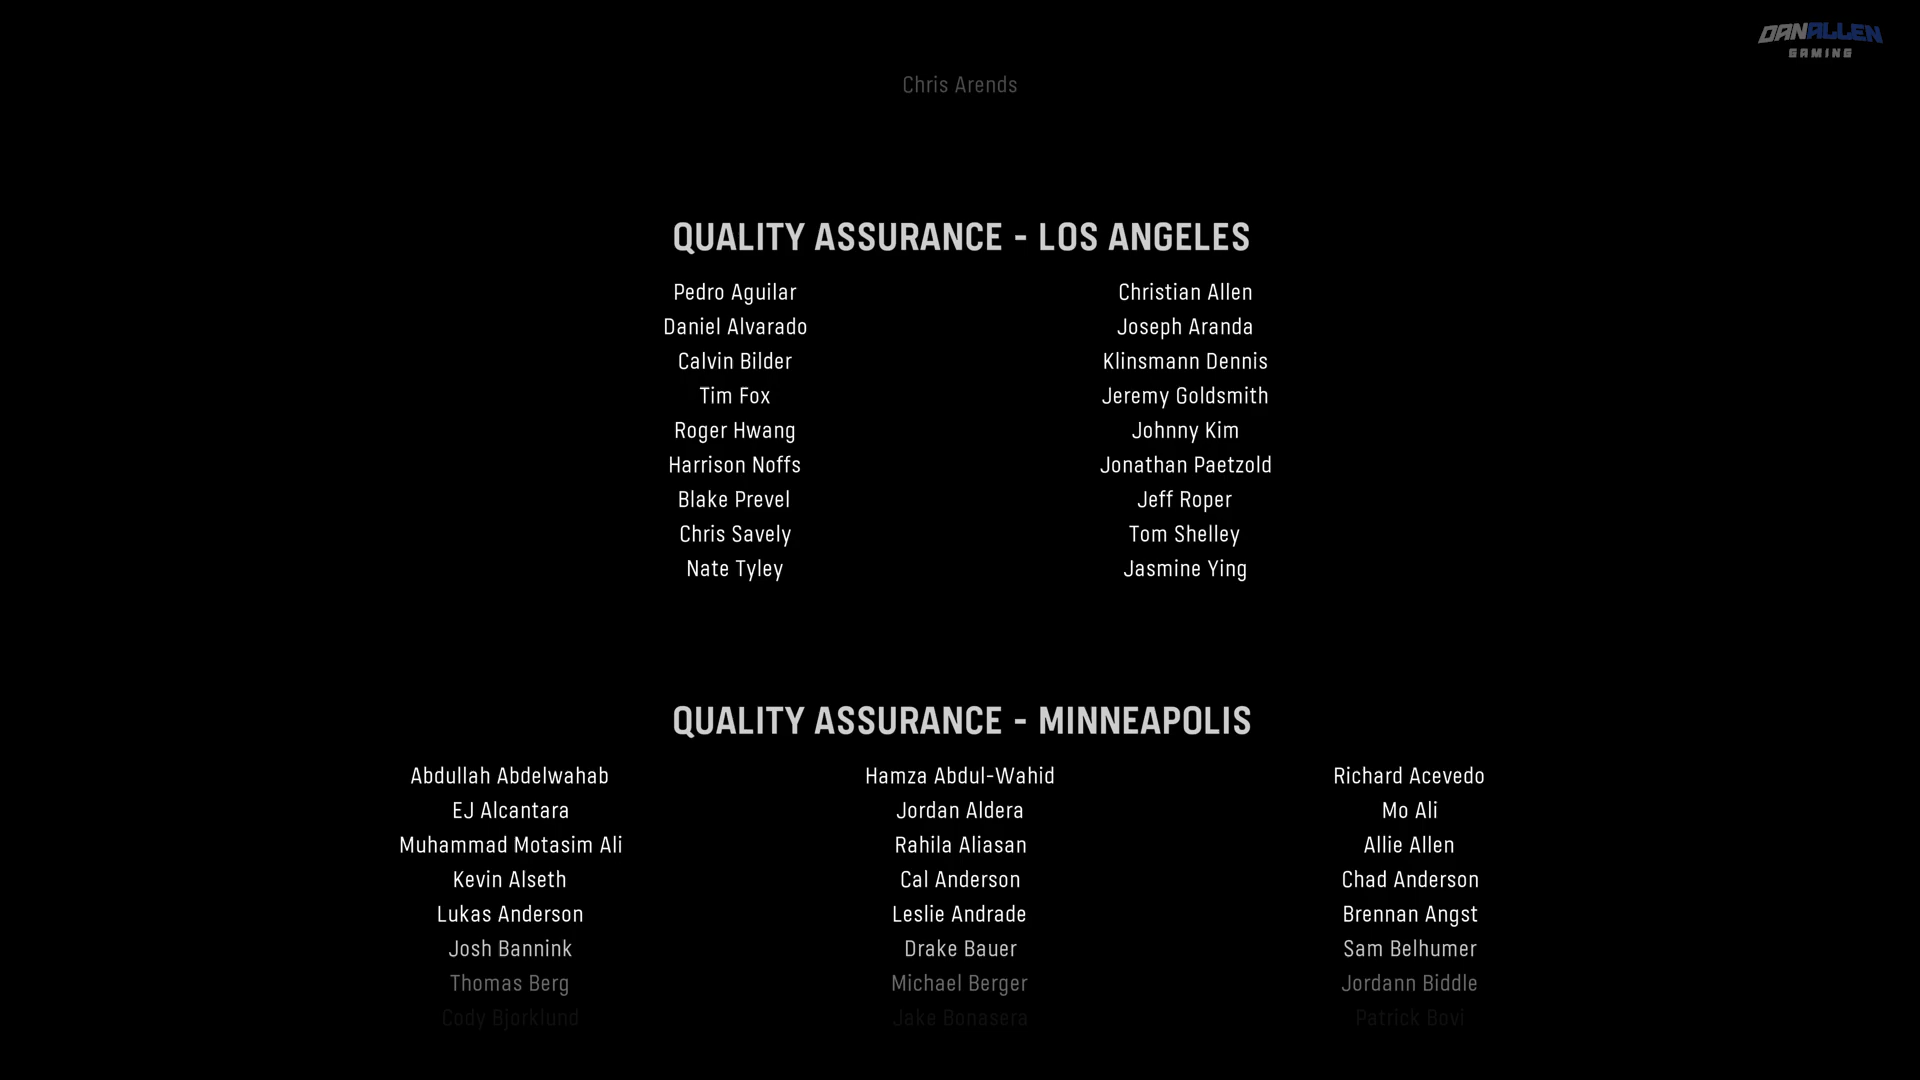 DANALLEN
GAMING
Chris Arends
QUALITY ASSURANCE - LOS ANGELES
Pedro Aguilar Christian Allen
Daniel Alvarado Joseph Aranda
Calvin Bilder Klinsmann Dennis
Tim Fox Jeremy Goldsmith
Roger Hwang Johnny Kim
Harrison Noffs Jonathan Paetzold
Blake Prevel Jeff Roper
Chris Savely Tom Shelley
Nate Tyley Jasmine Ying
QUALITY ASSURANCE - MINNEAPOLIS
Abdullah Abdelwahab Hamza Abdul-Wahid Richard Acevedo
EJ Alcantara Jordan Aldera Mo Ali
Muhammad Motasim Ali Rahila Aliasan Allie Allen
Kevin Alseth Cal Anderson Chad Anderson
Lukas Anderson Leslie Andrade Brennan Angst
Josh Bannink Drake Bauer Sam Belhumer
Thomas Berg Michael Berger Jordann Biddle
Cody Bjorklund Jake Bonasera Patrick Bovi